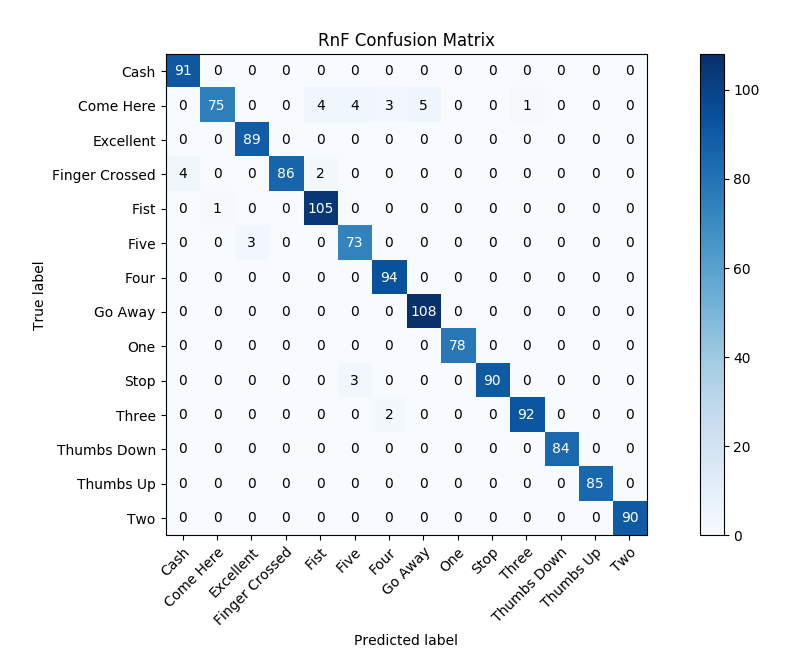 RnF Confusion Matrix
Cash 91 0 0 0 0 0 0 0 0 0 0 0 0 0
Come Here 0 75 0 0 4 4 3 5 0 0 1 0 0 0
Excellent 0 0 89 0 0 0 0 0 0 0 0 0 0 0
Finger Crossed 4 0 0 86 2 0 0 0 0 0 0 0 0 0
Fist 0 1 0 0 105 0 0 0 0 0 0 0 0 0
Five 0 0 3 0 0 73 0 0 0 0 0 0 0 0
Four 0 0 0 0 0 0 94 0 0 0 0 0 0 0
Go Away 0 0 0 0 0 0 0 108 0 0 0 0 0 0
One 0 0 0 0 0 0 0 0 78 0 0 0 0 0
Stop 0 0 0 0 0 3 0 0 0 90 0 0 0 0
Three 0 0 0 0 0 0 2 0 0 0 92 0 0 0
Thumbs Down 0 0 0 0 0 0 0 0 0 0 0 84 0 0
Thumbs Up 0 0 0 0 0 0 0 0 0 0 0 0 85 0
Two 0 0 0 0 0 0 0 0 0 0 0 0 0 90
True label
Cash
Come Here
Excellent
Finger Crossed
Fist
Five
Four
Go Away
One
Stop
Three
Thumbs Down
Thumbs Up
Two
Predicted label
100
80
60
40
20
0